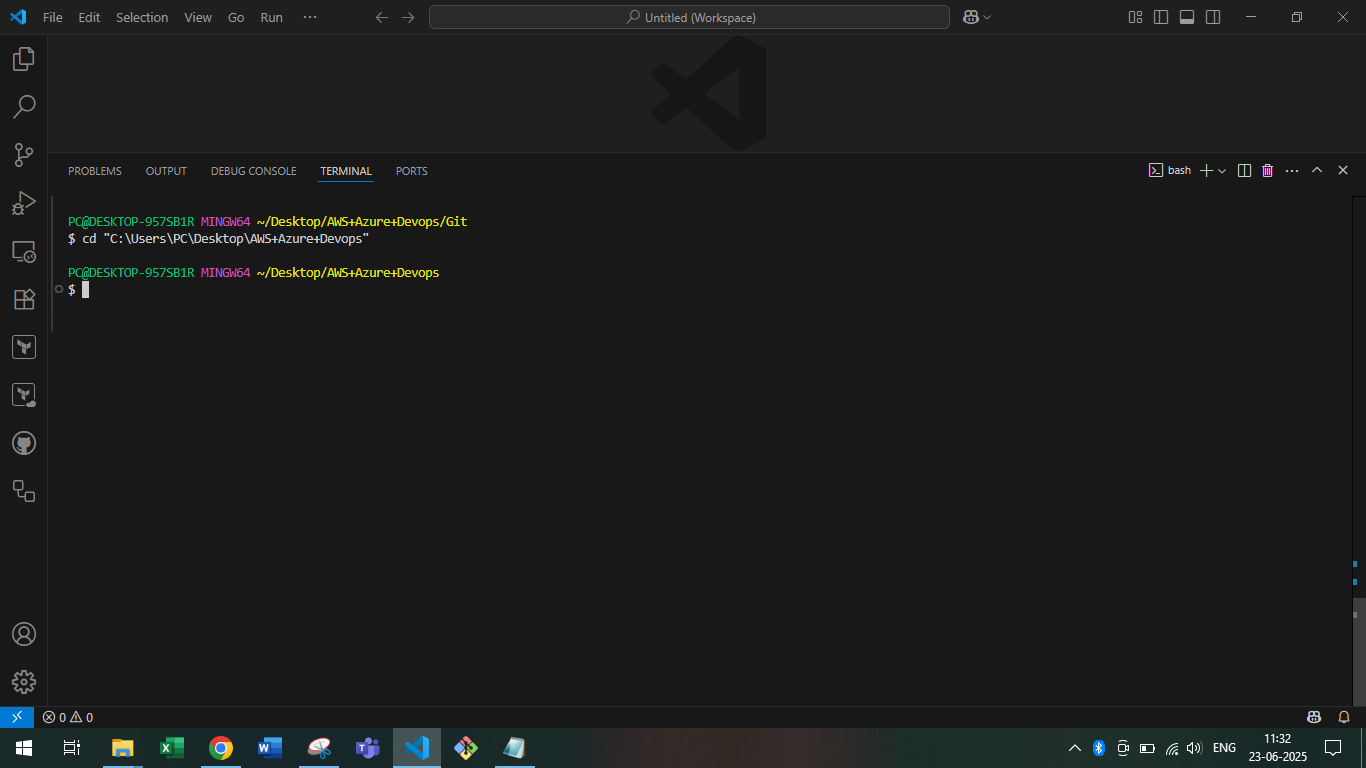 File Edit Selection View Go Run ···
Untitled (Workspace)
PROBLEMS OUTPUT DEBUG CONSOLE TERMINAL PORTS
bash
PC@DESKTOP-957SB1R MINGW64 ~/Desktop/AWS+Azure+Devops/Git
$ cd "C:\Users\PC\Desktop\AWS+Azure+Devops"
PC@DESKTOP-957SB1R MINGW64 ~/Desktop/AWS+Azure+Devops
$
0 0
ENG
11:32
23-06-2025